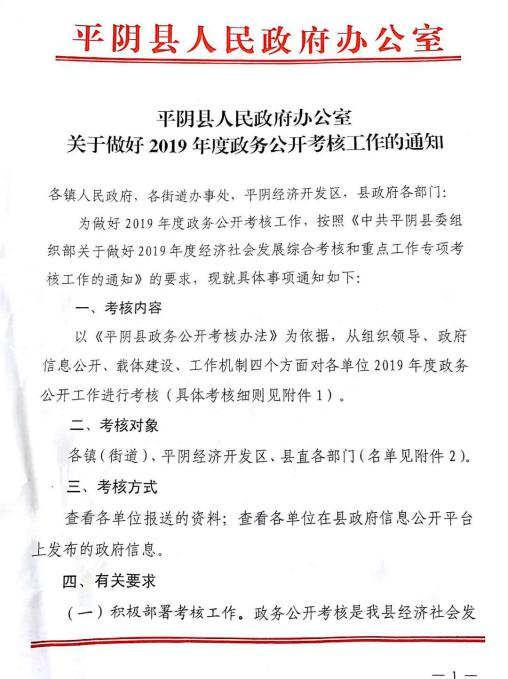 平阴县人民政府办公室
平阴县人民政府办公室
关于做好 2019 年度政务公开考核工作的通知
各镇人民政府，各街道办事处，平阴经济开发区，县政府各部门：
为做好 2019 年度政务公开考核工作，按照《中共平阴县委组
织部关于做好 2019 年度经济社会发展综合考核和重点工作专项考
核工作的通知》的要求，现就具体事项通知如下：
一、考核内容
以《平阴县政务公开考核办法》为依据，从组织领导、政府
信息公开、载体建设、工作机制四个方面对各单位 2019 年度政务
公开工作进行考核（具体考核细则见附件 1）。
二、考核对象
各镇（街道）、平阴经济开发区、县直各部门（名单见附件 2）。
三、考核方式
查看各单位报送的资料；查看各单位在县政府信息公开平台
上发布的政府信息。
四、有关要求
（一）积极部署考核工作。政务公开考核是我县经济社会发
— 1 —